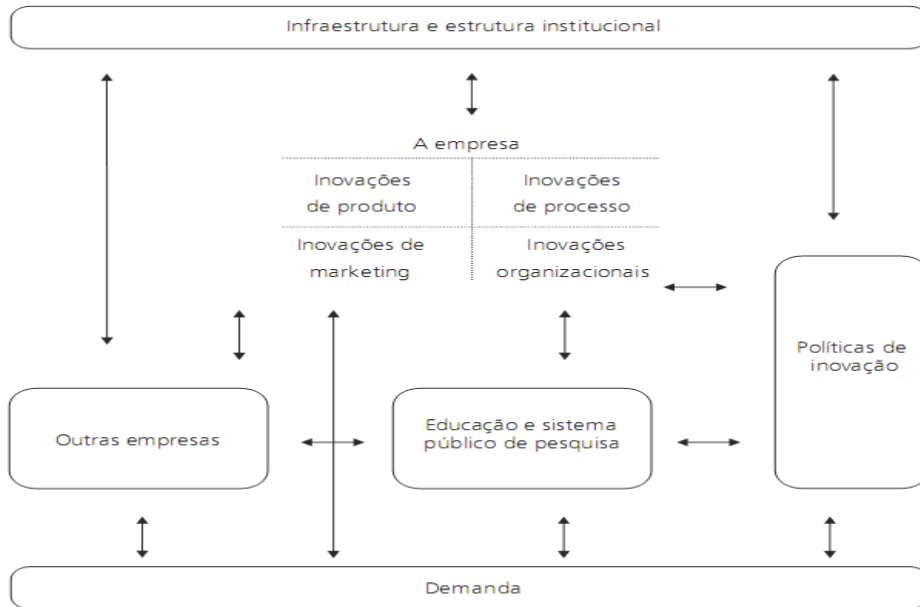 Infraestrutura e estrutura institucional
A empresa
Inovações
de produto
Inovações
de processo
Inovações de
marketing
Inovações
organizacionais
Políticas de
inovação
Outras empresas
Educação e sistema
público de pesquisa
Demanda